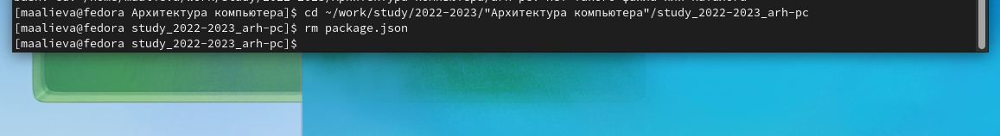 [maalieva@fedora Архитектура компьютера]$ cd ~/work/study/2022-2023/"Архитектура компьютера"/study_2022-2023_arh-pc
[maalieva@fedora study_2022-2023_arh-pc]$ rm package.json
[maalieva@fedora study_2022-2023_arh-pc]$